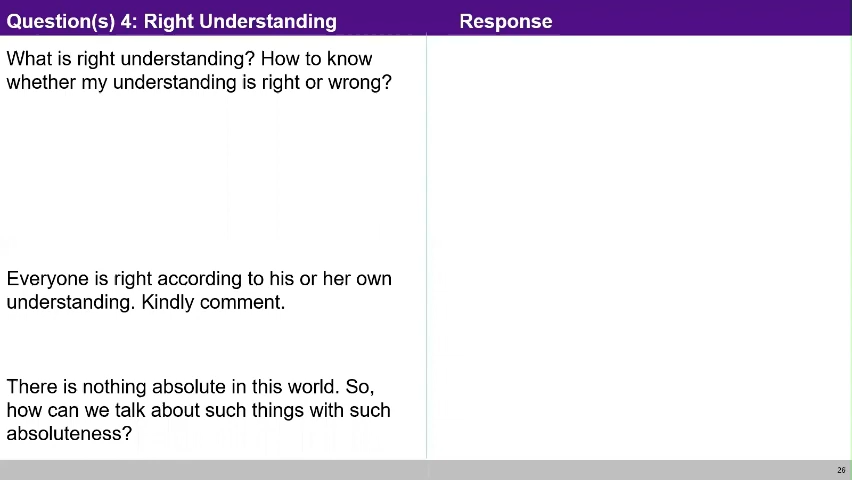 Question(s) 4: Right Understanding
Response
What is right understanding? How to know
whether my understanding is right or wrong?
Everyone is right according to his or her own
understanding. Kindly comment.
There is nothing absolute in this world. So,
how can we talk about such things with such
absoluteness?
26